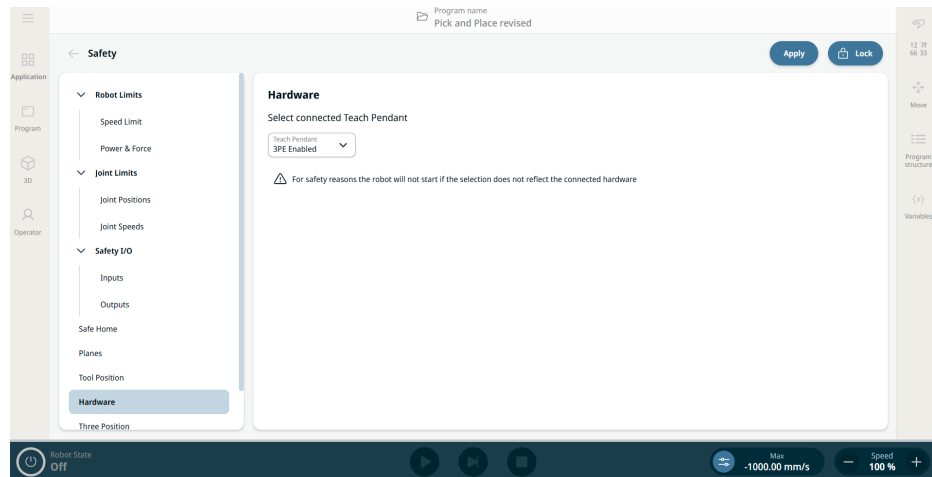 Program name
Pick and Place revised
Safety
Apply
Lock
12 7f
66 33
Application
Program
3D
Operator
Robot Limits
Speed Limit
Power & Force
Joint Limits
Joint Positions
Joint Speeds
Safety I/O
Inputs
Outputs
Safe Home
Planes
Tool Position
Hardware
Three Position
Hardware
Select connected Teach Pendant
Teach Pendant
3PE Enabled
For safety reasons the robot will not start if the selection does not reflect the connected hardware
Move
Program
structure
{x}
Variables
Robot State
Off
Max
-1000.00 mm/s
Speed
100 %